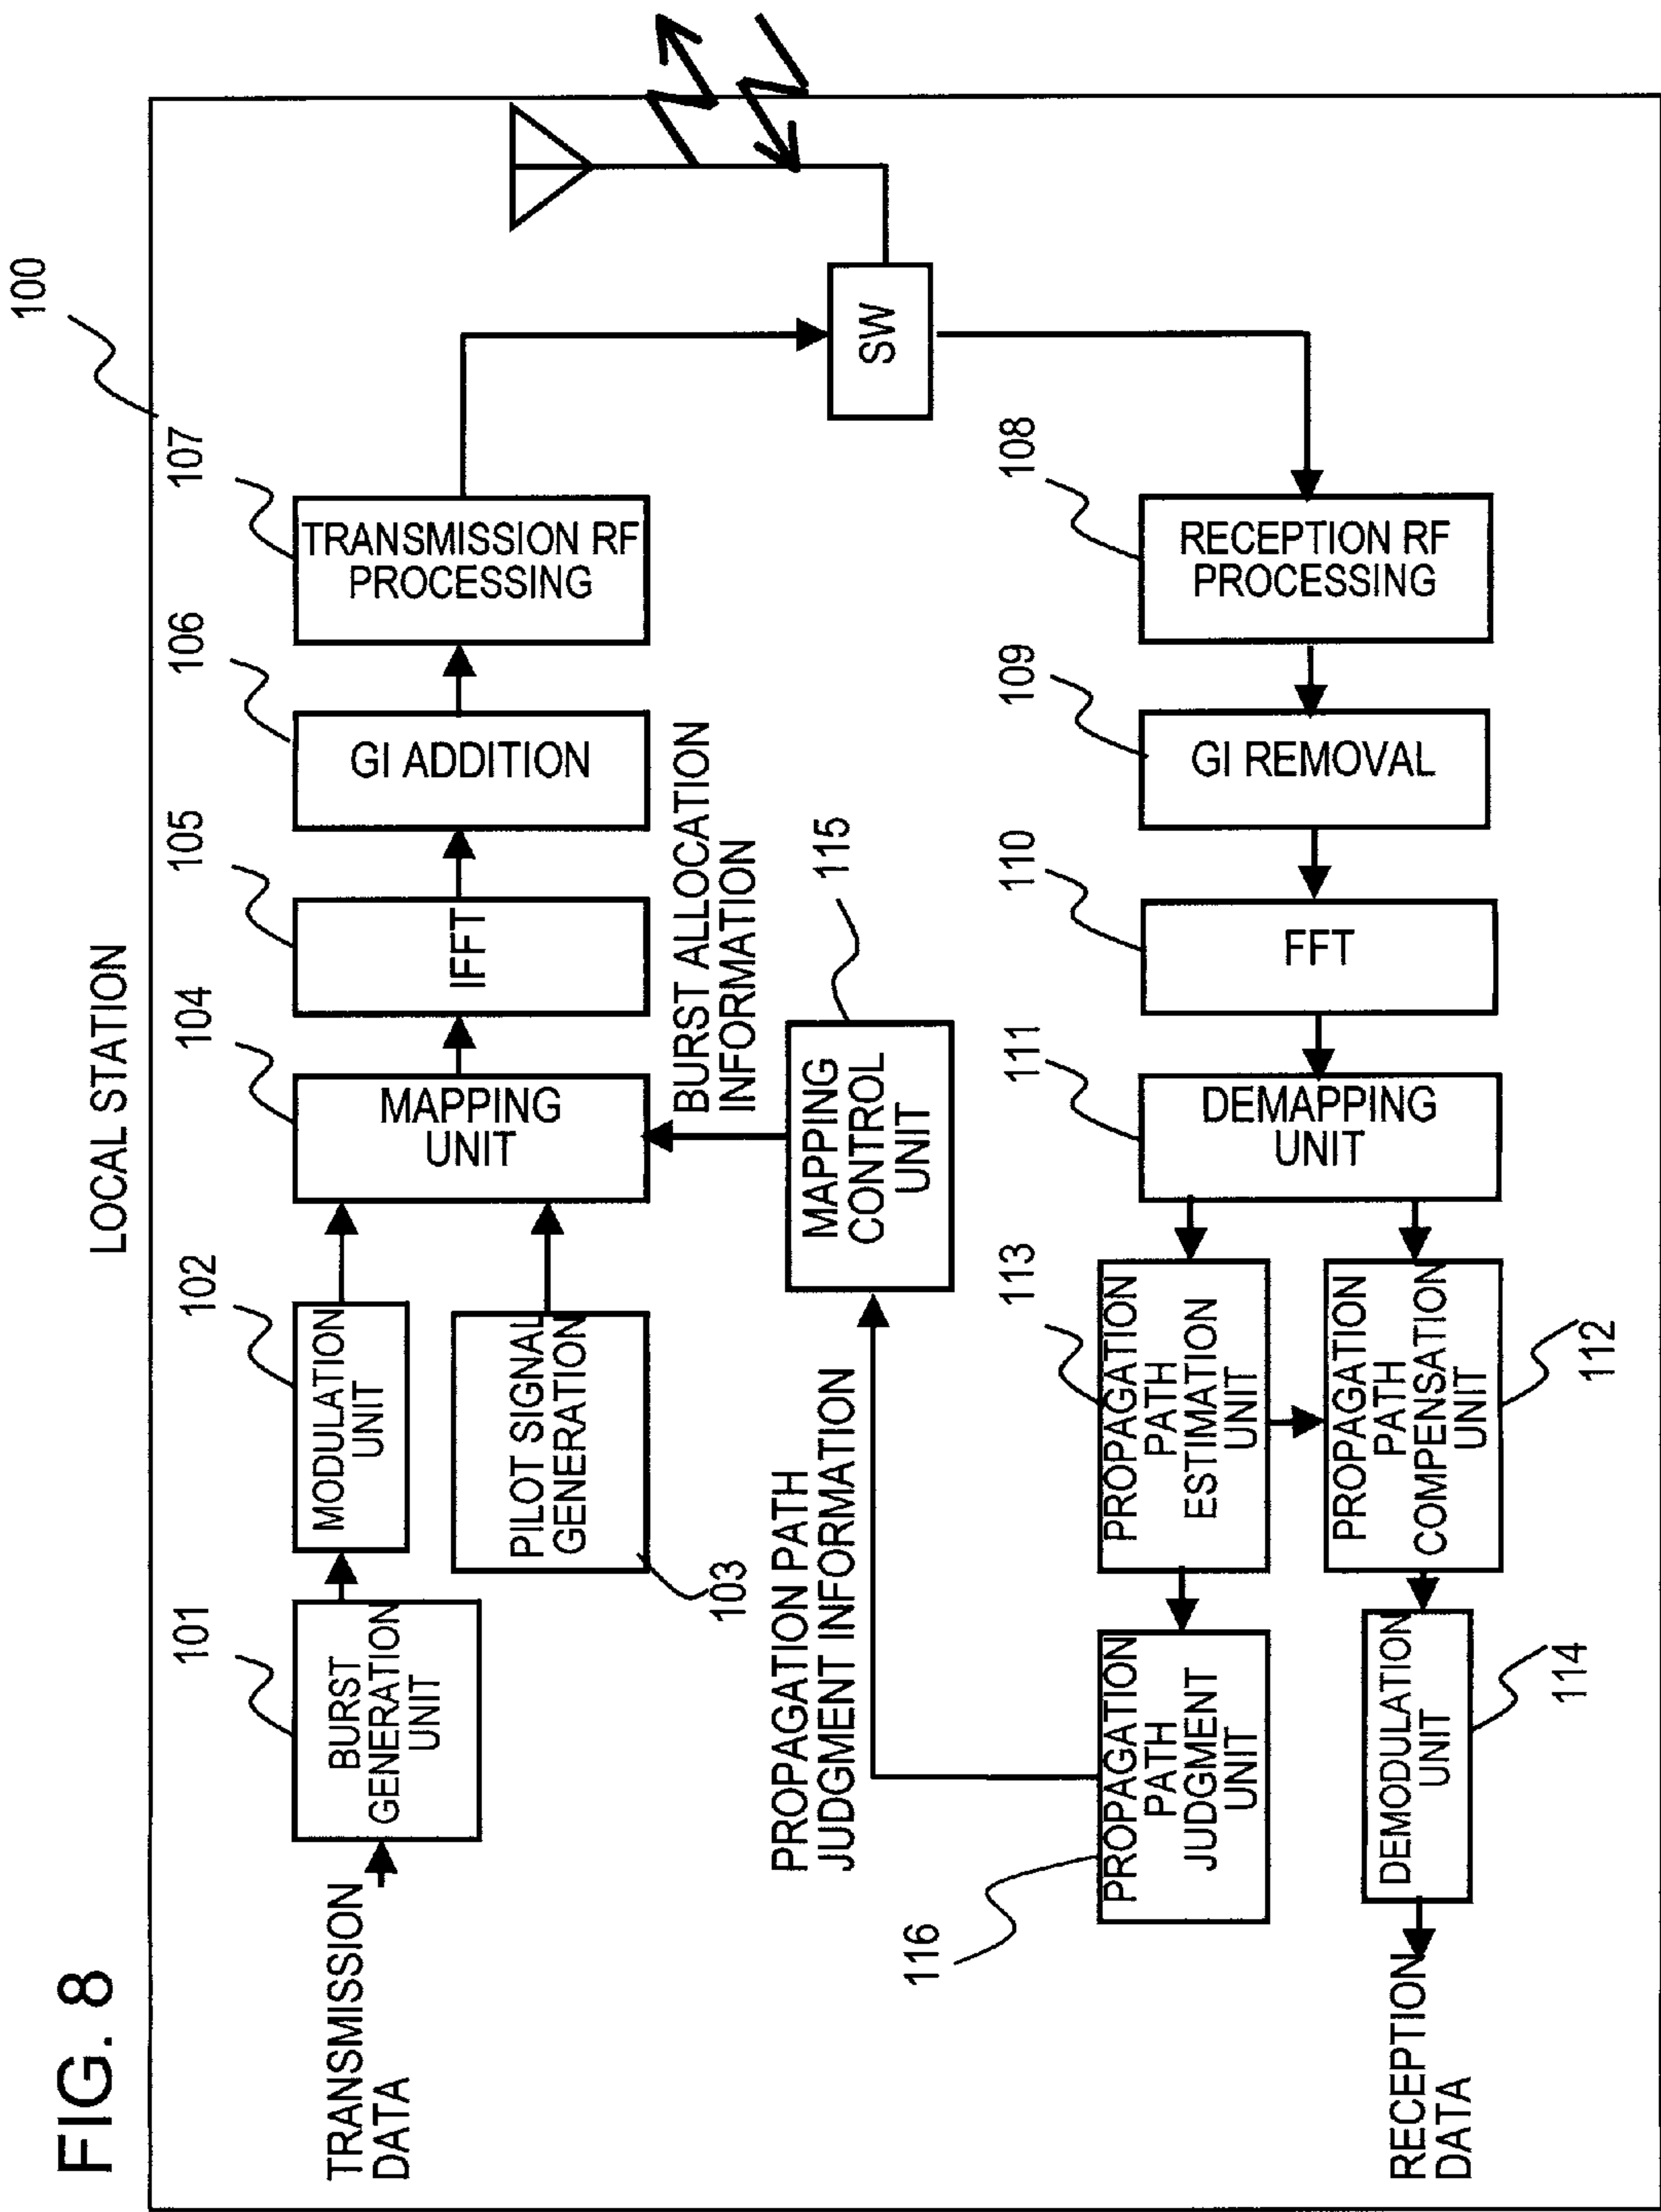 FIG. 8
LOCAL STATION
100
TRANSMISSION
DATA
101
BURST
GENERATION
UNIT
102
MODULATION
UNIT
PILOT SIGNAL
GENERATION
103
104
MAPPING
UNIT
105
IFFT
106
GI ADDITION
107
TRANSMISSION RF
PROCESSING
BURST ALLOCATION
INFORMATION
115
MAPPING
CONTROL
UNIT
SW
PROPAGATION PATH
JUDGMENT INFORMATION
108
RECEPTION RF
PROCESSING
109
GI REMOVAL
110
FFT
111
DEMAPPING
UNIT
113
PROPAGATION
PATH
ESTIMATION
UNIT
PROPAGATION
PATH
COMPENSATION
UNIT
112
116
PROPAGATION
PATH
JUDGMENT
UNIT
DEMODULATION
UNIT
114
RECEPTION
DATA